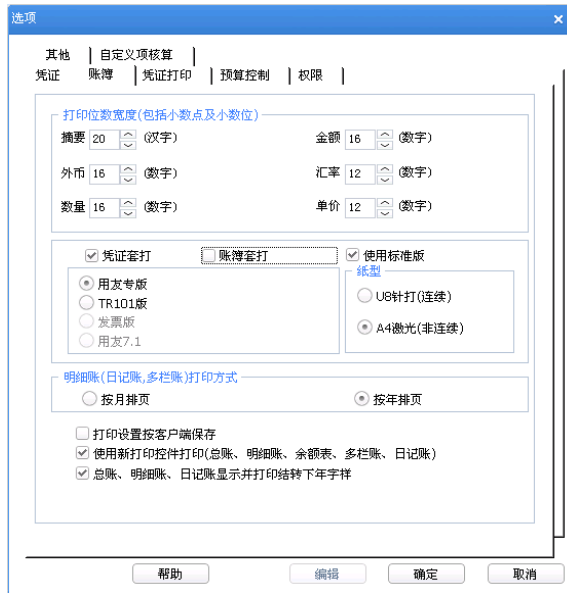 选项
其他 自定义项核算
凭证 账簿 凭证打印 预算控制 权限
打印位数宽度(包括小数点及小数位)
摘要 20 (汉字) 金额 16 (数字)
外币 16 (数字) 汇率 12 (数字)
数量 16 (数字) 单价 12 (数字)
凭证套打 账簿套打 使用标准版
纸型
用友专版
U8针打(连续)
TR101版
发票版
A4激光(非连续)
用友7.1
明细账(日记账,多栏账)打印方式
按月排页 按年排页
打印设置按客户端保存
使用新打印控件打印(总账、明细账、余额表、多栏账、日记账)
总账、明细账、日记账显示并打印结转下年字样
帮助 编辑 确定 取消